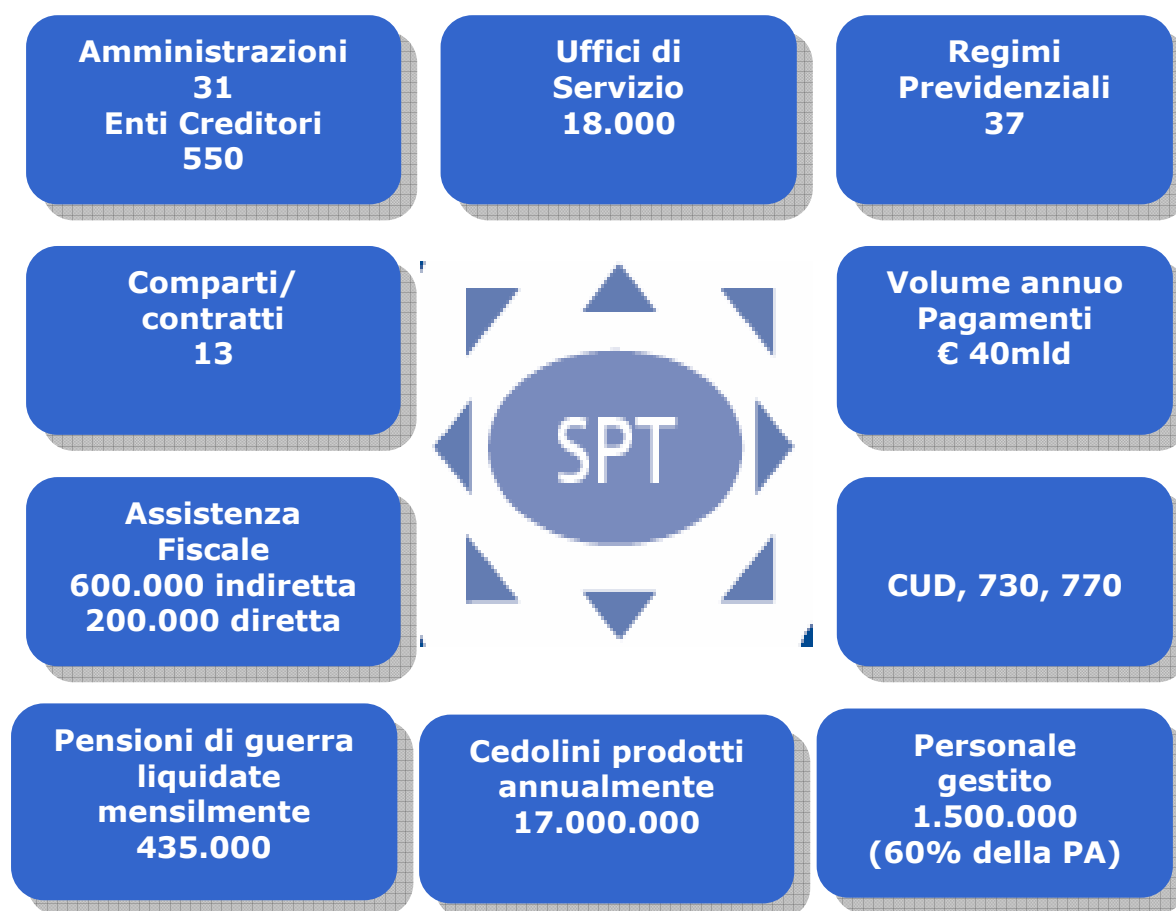 Amministrazioni
31
Enti Creditori
550
Uffici di
Servizio
18.000
Regimi
Previdenziali
37
Comparti/
contratti
13
SPT
Volume annuo
Pagamenti
€ 40mld
Assistenza
Fiscale
600.000 indiretta
200.000 diretta
CUD, 730, 770
Pensioni di guerra
liquidate
mensilmente
435.000
Cedolini prodotti
annualmente
17.000.000
Personale
gestito
1.500.000
(60% della PA)